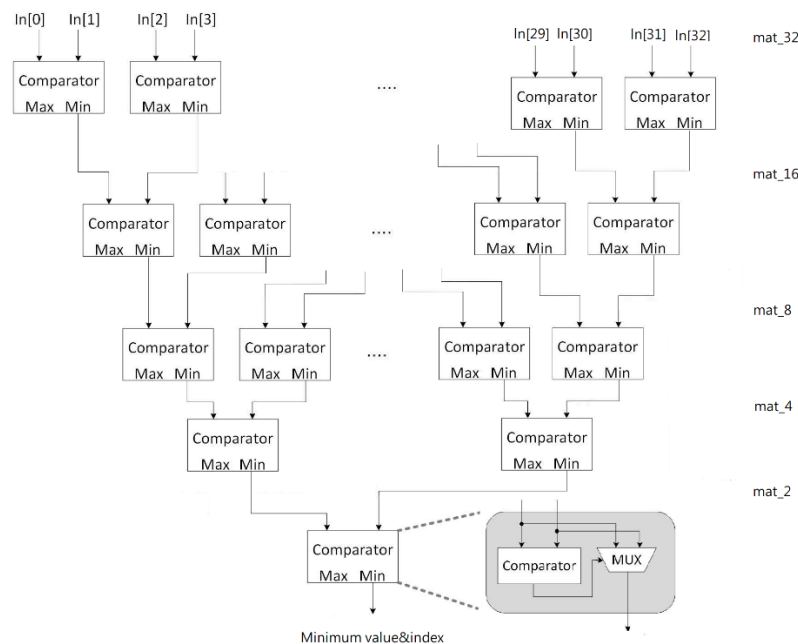 In[0] In[1] In[2] In[3] In[29] In[30] In[31] In[32] mat_32
Comparator Comparator .... Comparator Comparator
Max Min Max Min Max Min Max Min
mat_16
Comparator Comparator .... Comparator Comparator
Max Min Max Min Max Min Max Min
mat_8
Comparator Comparator .... Comparator Comparator
Max Min Max Min Max Min Max Min
mat_4
Comparator Comparator
Max Min Max Min
mat_2
Comparator Comparator MUX
Max Min
Minimum value&index